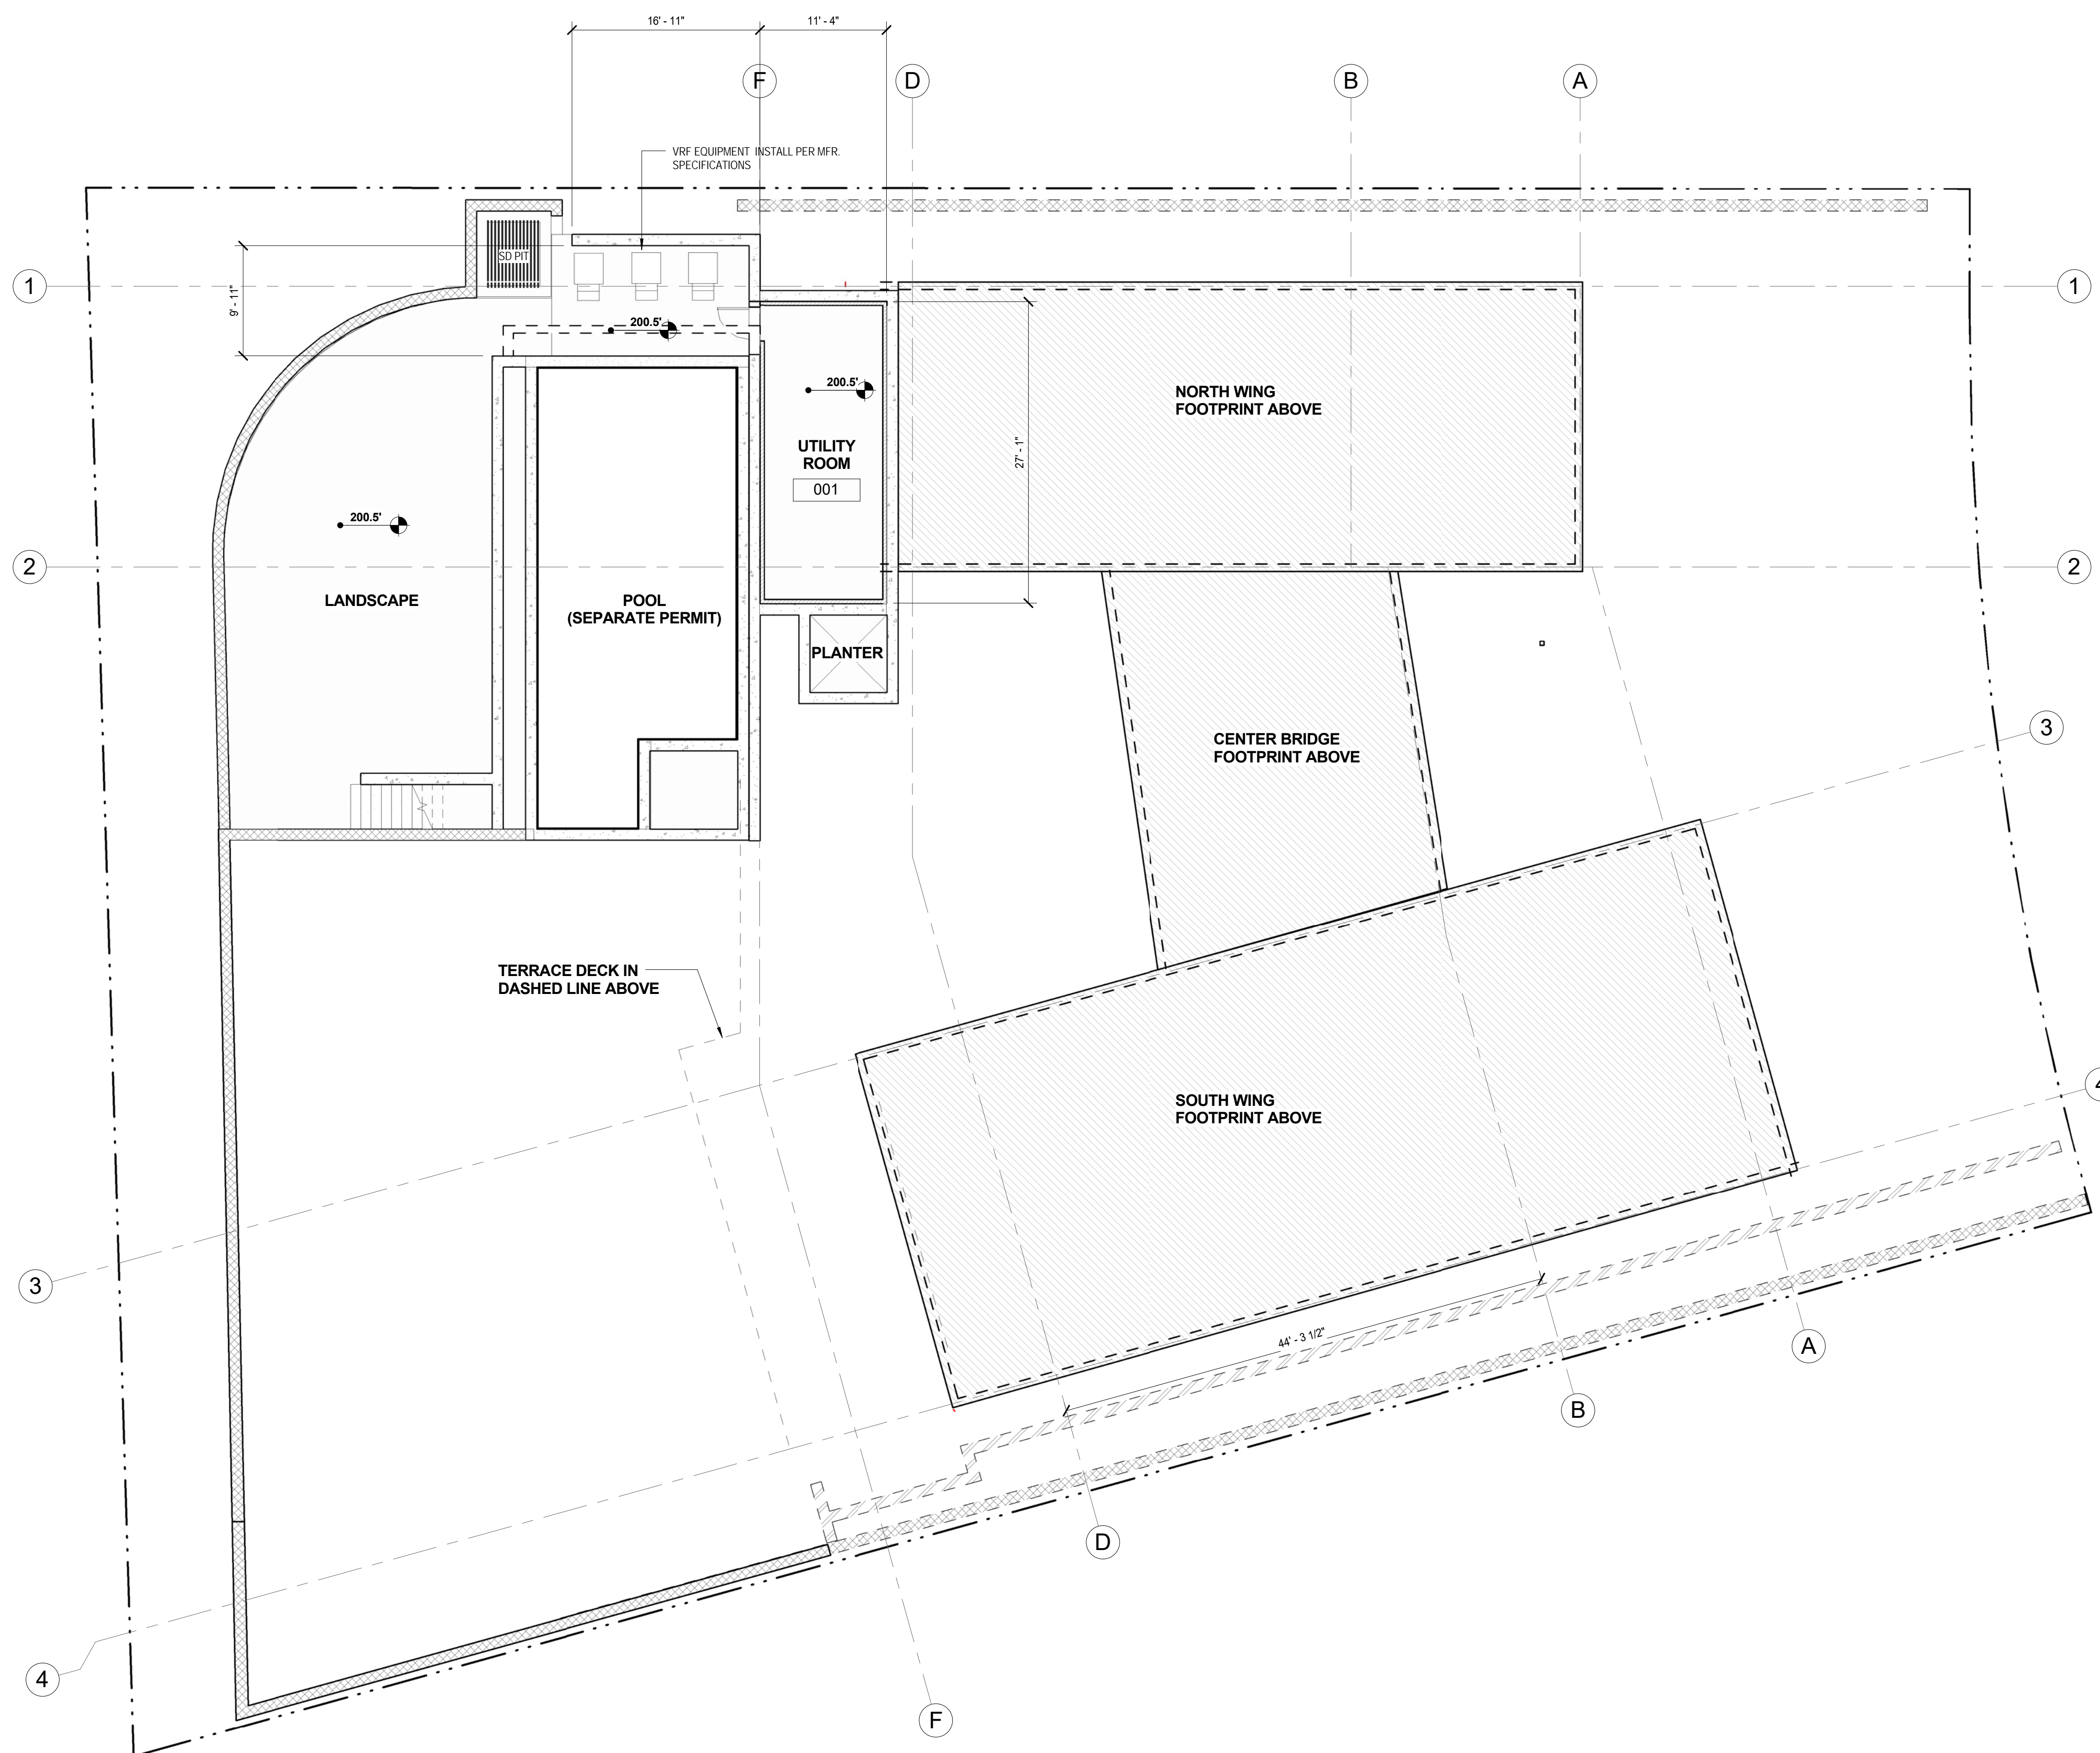 16' - 11"
11' - 4"
F
D
B
A
VRF EQUIPMENT INSTALL PER MFR.
SPECIFICATIONS
SD PIT
1
1
9' - 11"
200.5'
200.5'
NORTH WING
FOOTPRINT ABOVE
UTILITY
ROOM
001
27' - 1"
200.5'
2
2
LANDSCAPE
POOL
(SEPARATE PERMIT)
PLANTER
CENTER BRIDGE
FOOTPRINT ABOVE
3
TERRACE DECK IN
DASHED LINE ABOVE
SOUTH WING
FOOTPRINT ABOVE
4
3
44' - 3 1/2"
A
B
D
4
F